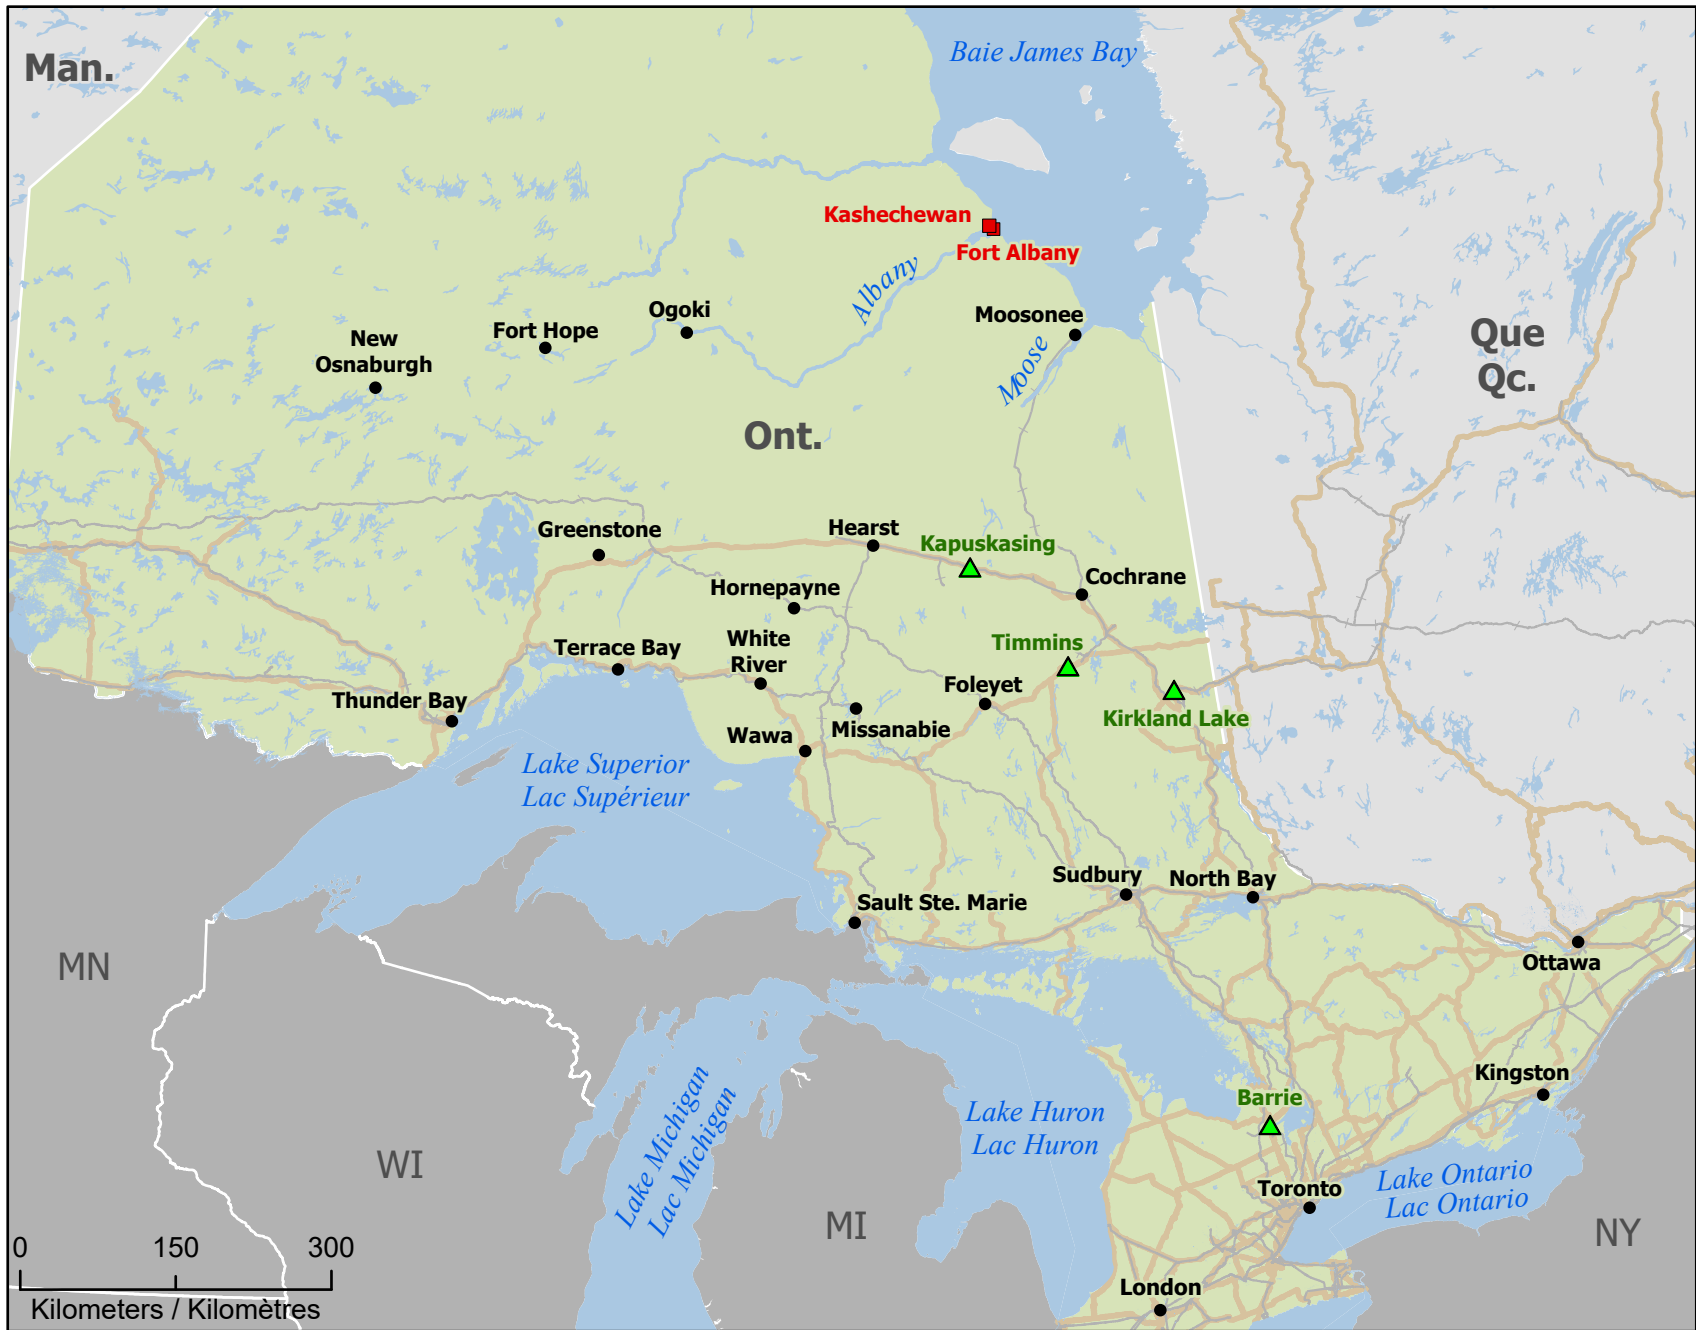 Man.
Baie James Bay
Kashechewan
Fort Albany
Albany
Ogoki
Moosonee
Fort Hope
New
Osnaburgh
Moose
Que
Qc.
Ont.
Greenstone
Hearst
Kapuskasing
Cochrane
Hornepayne
White
River
Terrace Bay
Timmins
Foleyet
Thunder Bay
Kirkland Lake
Missanabie
Wawa
Lake Superior
Lac Supérieur
Sudbury
North Bay
Sault Ste. Marie
Ottawa
MN
Kingston
Barrie
Lake Huron
Lac Huron
Lake Michigan
Lac Michigan
WI
Toronto
Lake Ontario
Lac Ontario
MI
NY
0 150 300
Kilometers / Kilomètres
London